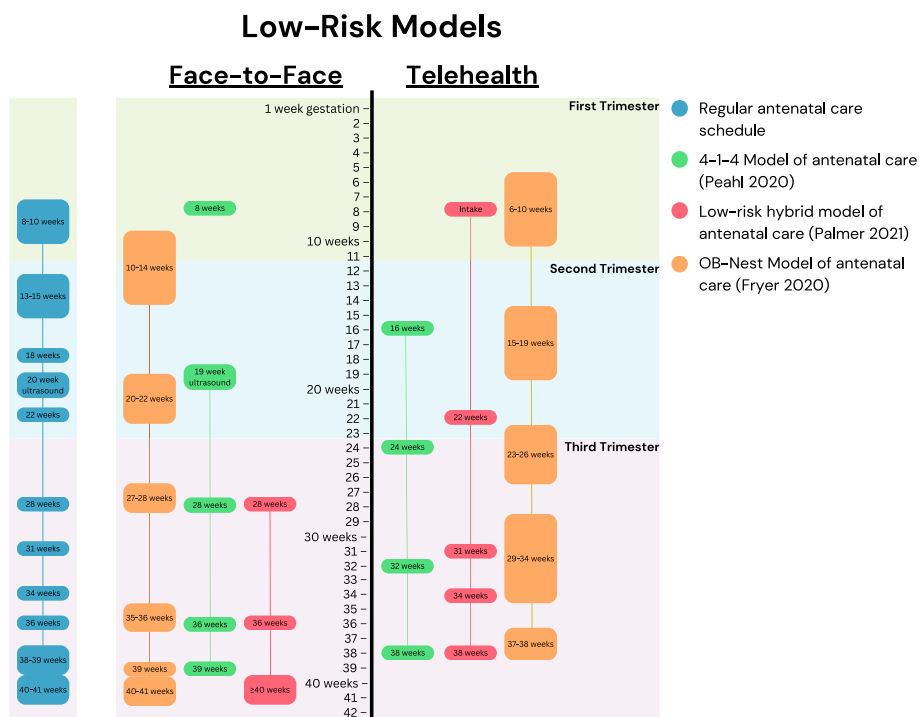 Low-Risk Models
Face-to-Face
Telehealth
Regular antenatal care
schedule
4-1-4 Model of antenatal care
(Peahl 2020)
Low-risk hybrid model of
antenatal care (Palmer 2021)
OB-Nest Model of antenatal
care (Fryer 2020)
First Trimester
Second Trimester
Third Trimester
8-10 weeks
13-15 weeks
18 weeks
20 week
ultrasound
22 weeks
28 weeks
31 weeks
34 weeks
36 weeks
38-39 weeks
40-41 weeks
10-14 weeks
20-22 weeks
27-28 weeks
35-36 weeks
39 weeks
40-41 weeks
8 weeks
19 week
ultrasound
28 weeks
36 weeks
39 weeks
28 weeks
36 weeks
≥40 weeks
1 week gestation
2
3
4
5
6
7
8
9
10 weeks
11
12
13
14
15
16
17
18
19
20 weeks
21
22
23
24
25
26
27
28
29
30 weeks
31
32
33
34
35
36
37
38
39
40 weeks
41
42
16 weeks
24 weeks
32 weeks
38 weeks
Intake
22 weeks
31 weeks
34 weeks
38 weeks
6-10 weeks
15-19 weeks
23-26 weeks
29-34 weeks
37-38 weeks